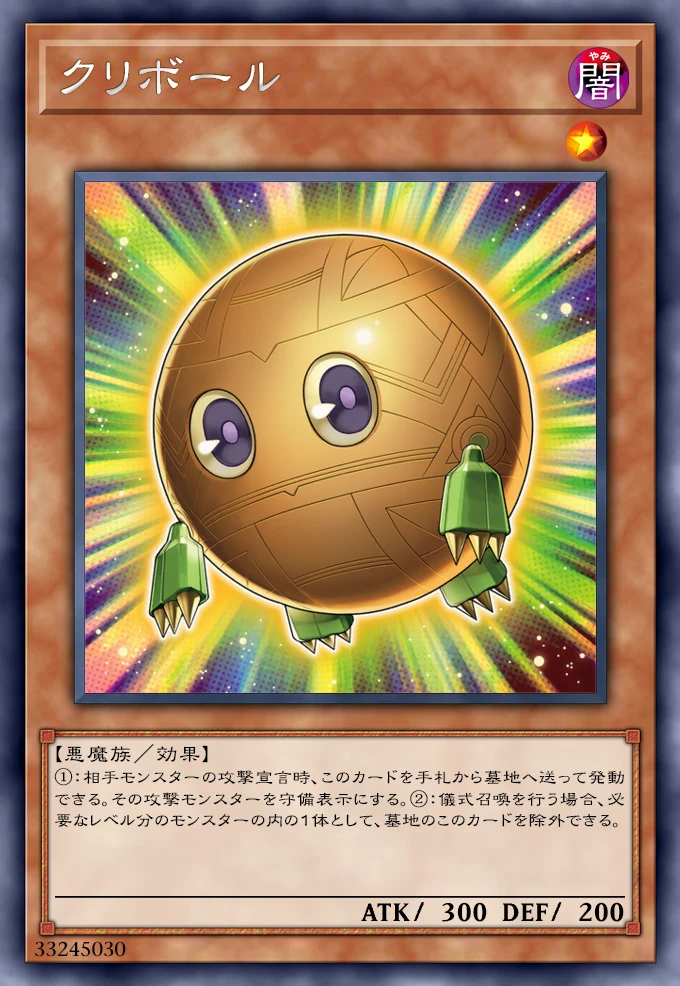 クリボール
やみ
闇
【悪魔族／効果】
①：相手モンスターの攻撃宣言時、このカードを手札から墓地へ送って発動
できる。その攻撃モンスターを守備表示にする。②：儀式召喚を行う場合、必
要なレベル分のモンスターの内の1体として、墓地のこのカードを除外できる。
ATK/ 300 DEF/ 200
33245030